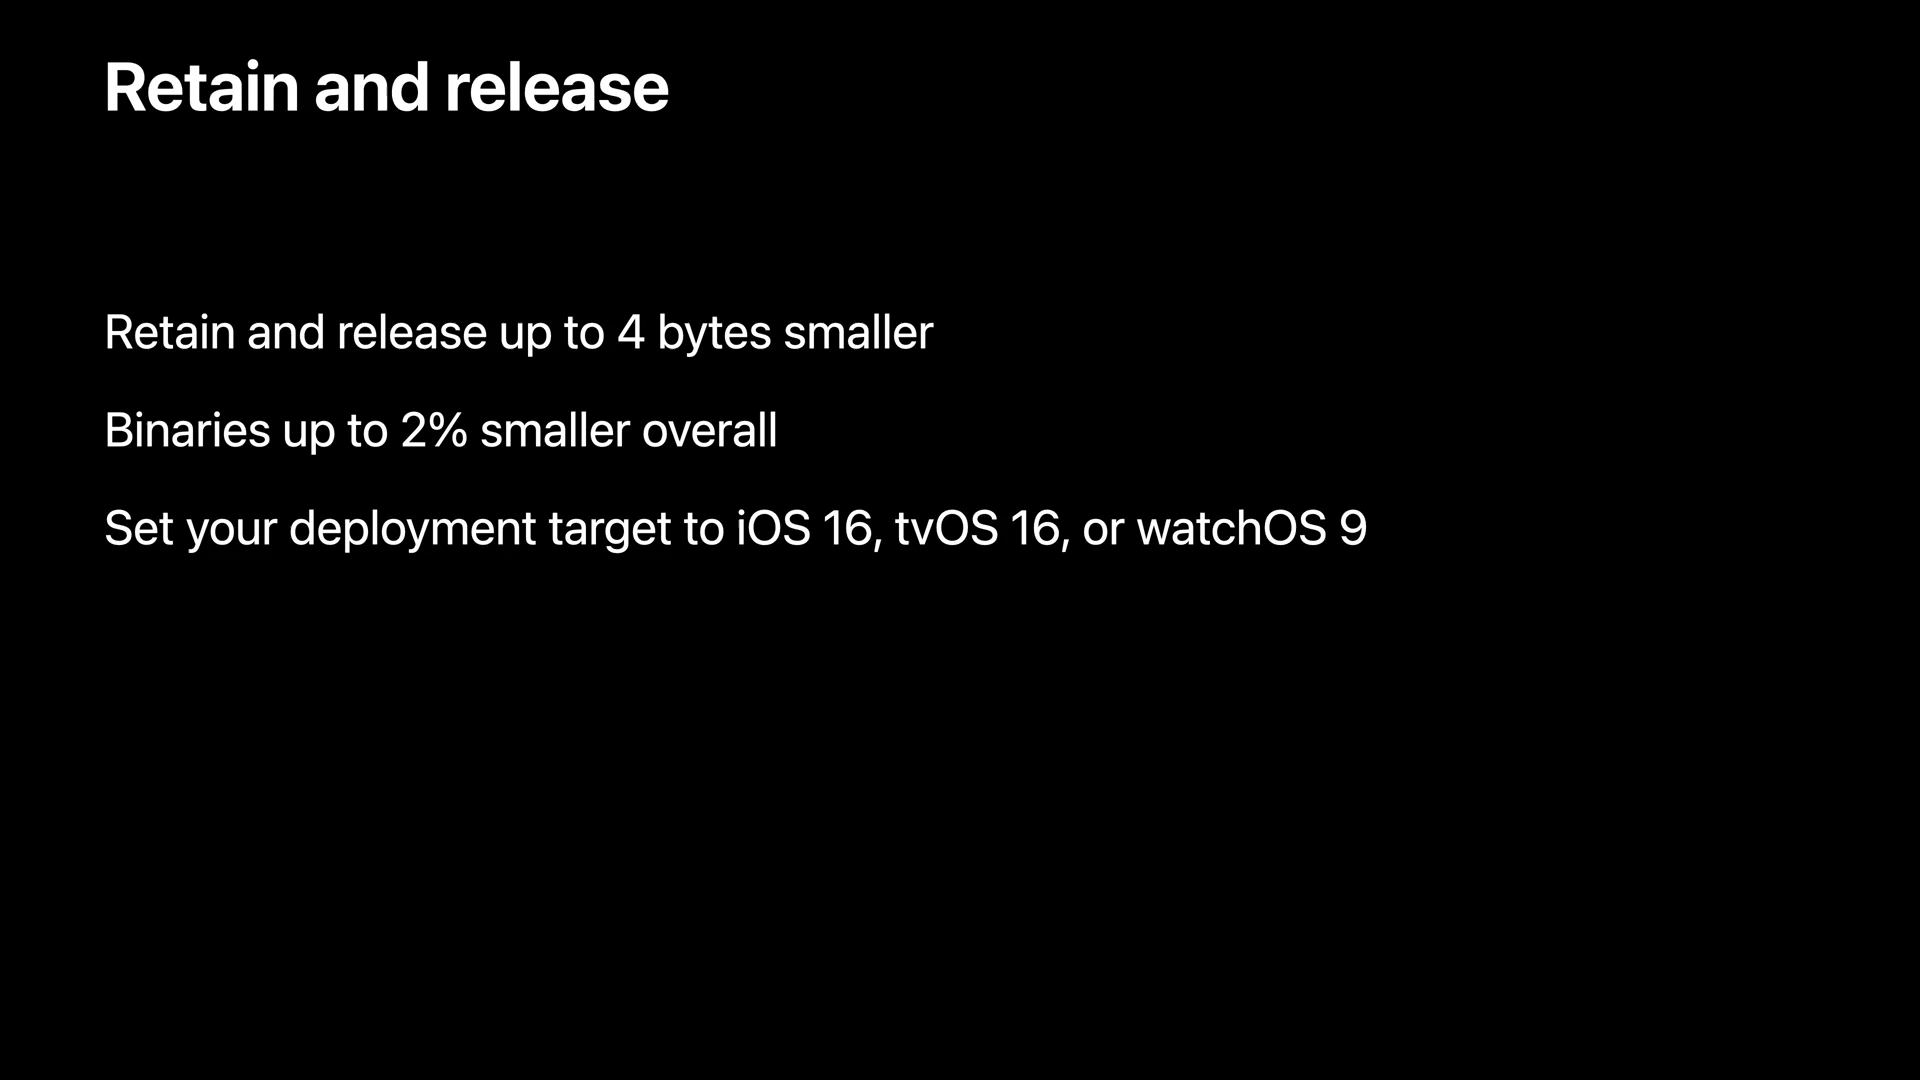 Retain and release
Retain and release up to 4 bytes smaller
Binaries up to 2% smaller overall
Set your deployment target to iOS 16, tvOS 16, or watchOS 9